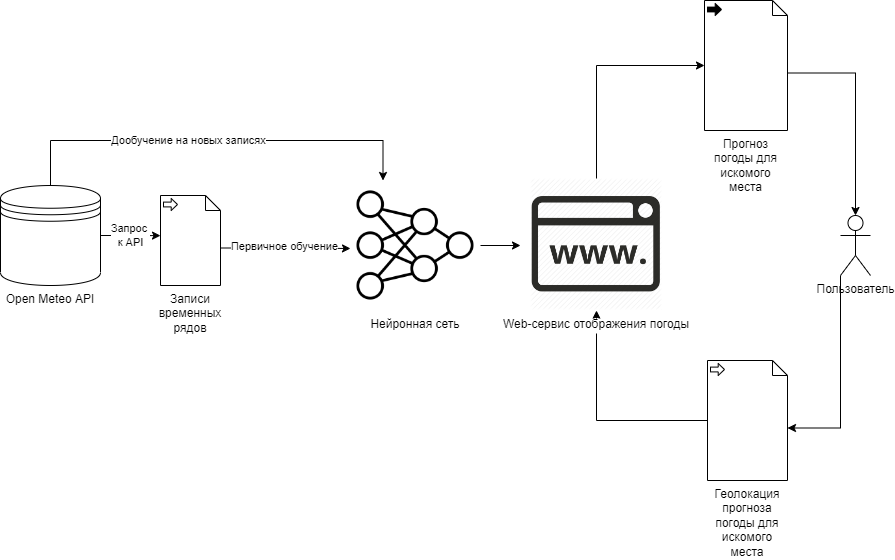 Прогноз
погоды для
искомого
места
Дообучение на новых записях
Запрос
к API
Первичное обучение
www.
Open Meteo API
Записи
временных
рядов
Нейронная сеть
Web-сервис отображения погоды
Пользователь
Геолокация
прогноза
погоды для
искомого
места